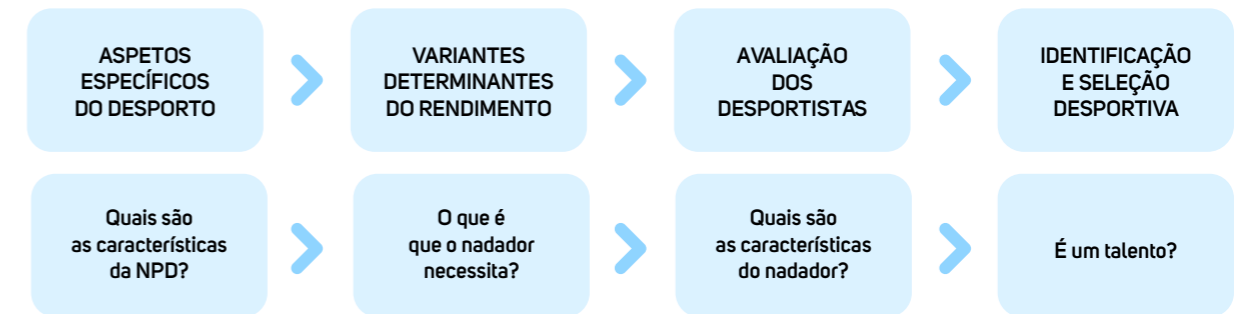 ASPETOS
ESPECÍFICOS
DO DESPORTO
VARIANTES
DETERMINANTES
DO RENDIMENTO
AVALIAÇÃO
DOS
DESPORTISTAS
IDENTIFICAÇÃO
E SELEÇÃO
DESPORTIVA
Quais são
as características
da NPD?
O que é
que o nadador
necessita?
Quais são
as características
do nadador?
É um talento?